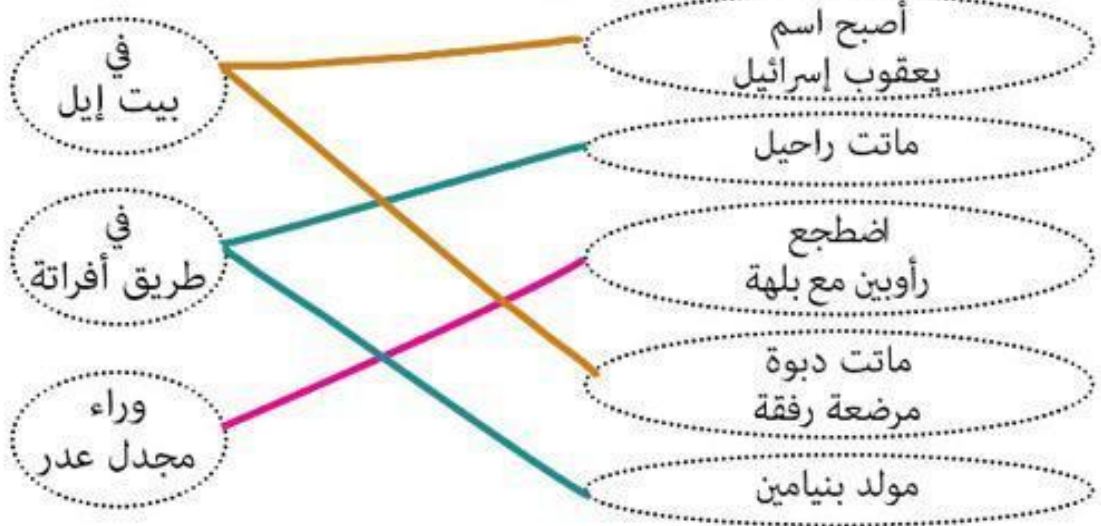 أصبح اسم
يعقوب إسرائيل
ماتت راحيل
اضطجع
رأوبين مع بلهة
ماتت دبوة
مرضعة رفقة
مولد بنيامين
في
بيت إيل
في
طريق أفراتة
وراء
مجدل عدر